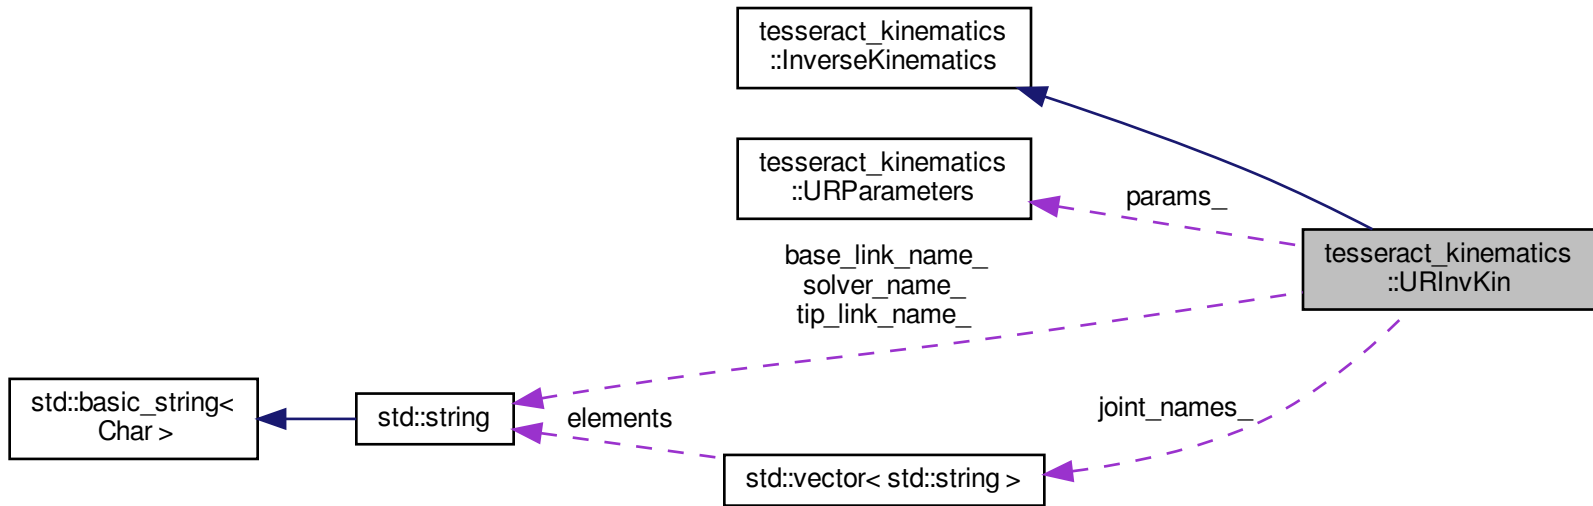 tesseract_kinematics
::InverseKinematics
tesseract_kinematics
::URParameters
params_
tesseract_kinematics
::URInvKin
base_link_name_
solver_name_
tip_link_name_
std::basic_string<
Char >
std::string
elements
joint_names_
std::vector< std::string >